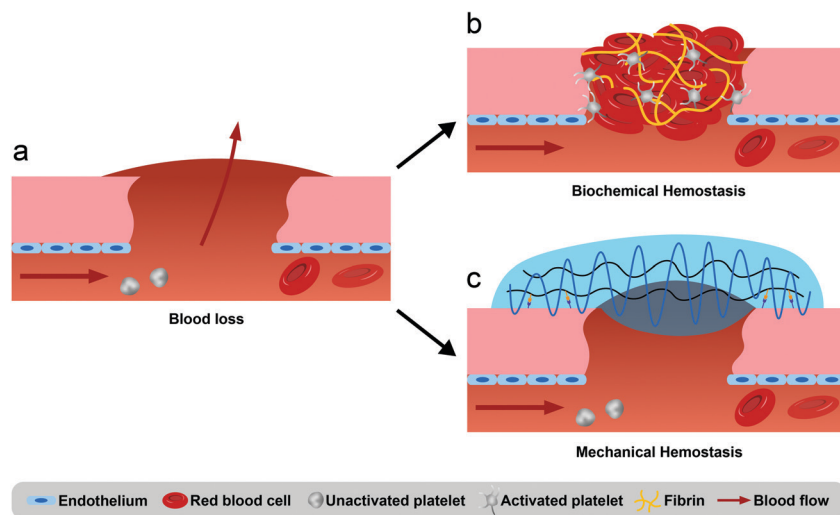 a
Blood loss
b
Biochemical Hemostasis
c
Mechanical Hemostasis
Endothelium Red blood cell Unactivated platelet Activated platelet Fibrin Blood flow